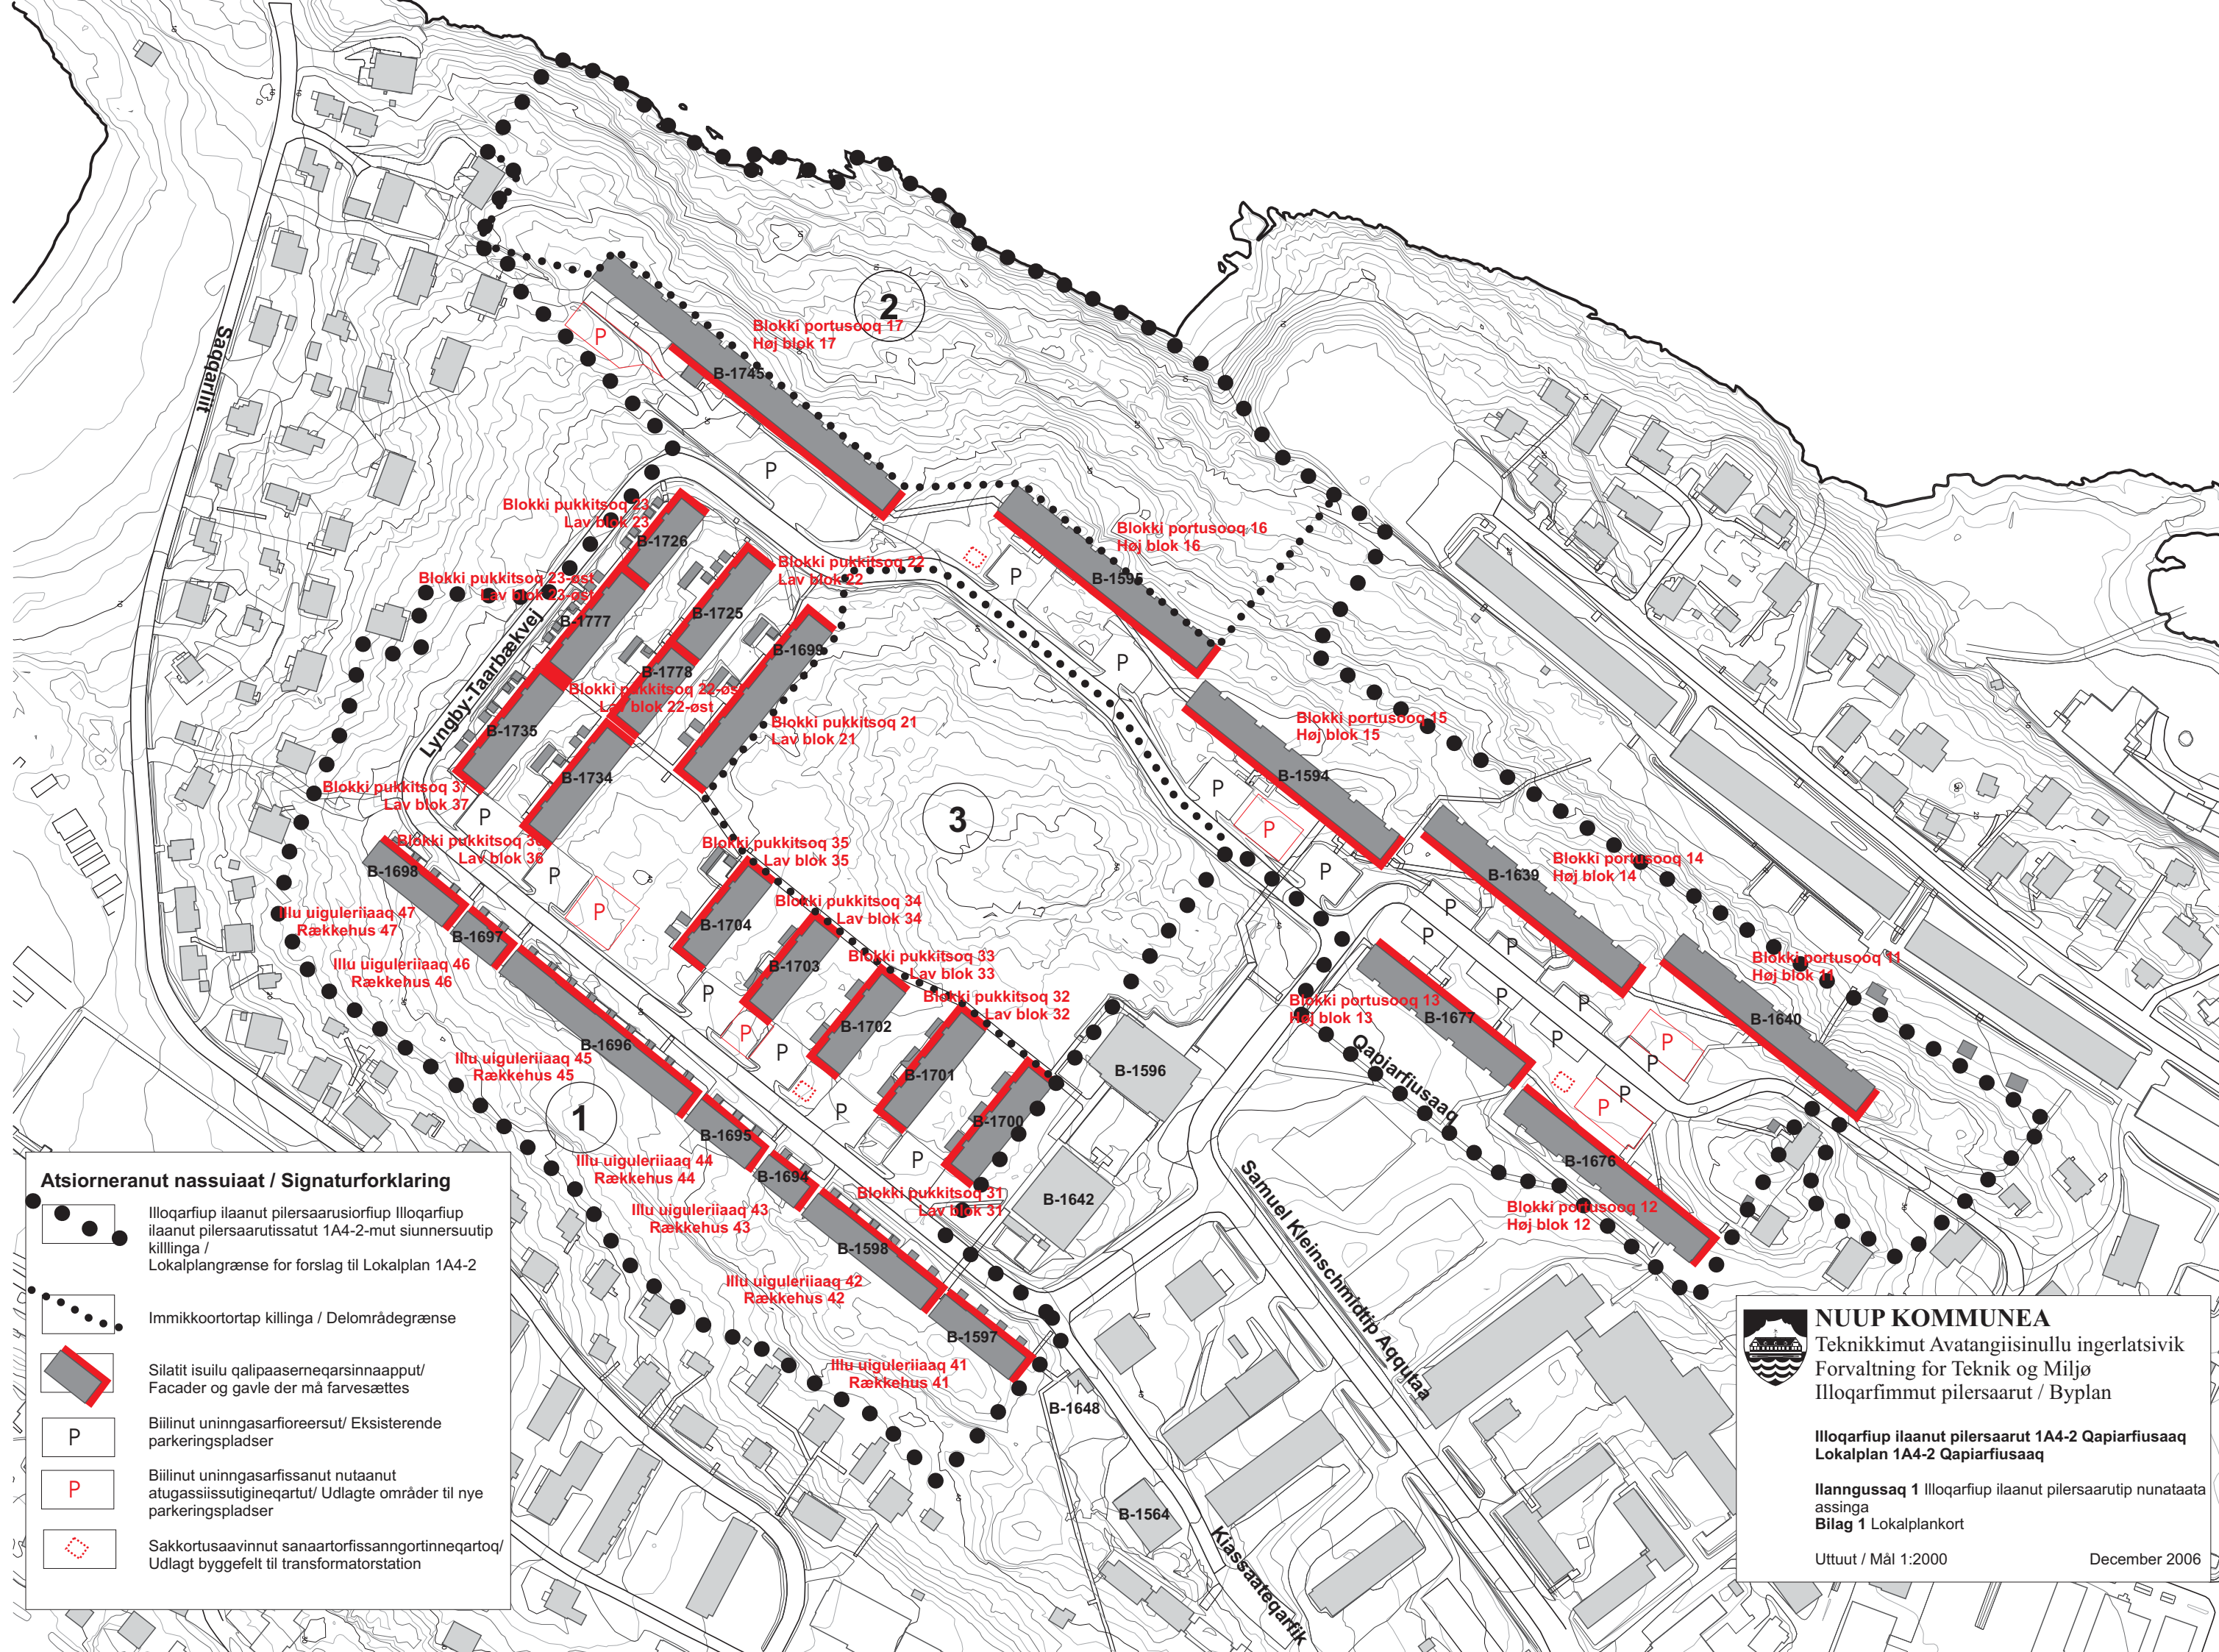 Saqqarliit
2
Blokki portusooq 17
Høj blok 17
P
B-1745
P
Blokki pukkitsoq 23
Lav blok 23
B-1726
Blokki pukkitsoq 22
Lav blok 22
B-1725
Blokki pukkitsoq 23-øst
Lav blok 23-øst
B-1777
B-1699
B-1778
Blokki pukkitsoq 22-øst
Lav blok 22-øst
Lyngby-Taarbækvej
B-1735
Blokki pukkitsoq 21
Lav blok 21
B-1734
Blokki pukkitsoq 37
Lav blok 37
P
Blokki portusooq 16
Høj blok 16
P
B-1595
P
Blokki portusooq 15
Høj blok 15
B-1594
P
P
P
3
Blokki portusooq 14
Høj blok 14
B-1639
P
P
P
Blokki portusooq 11
Høj blok 11
B-1640
P
P
P
P
P
P
P
Blokki portusooq 13
Høj blok 13
B-1677
Qapiarfiusaaq
B-1676
Blokki portusooq 12
Høj blok 12
Blokki pukkitsoq 36
Lav blok 36
B-1698
P
P
Illu uiguleriiaaq 47
Rækkehus 47
B-1697
Illu uiguleriiaaq 46
Rækkehus 46
Blokki pukkitsoq 35
Lav blok 35
B-1704
Blokki pukkitsoq 34
Lav blok 34
B-1703
Blokki pukkitsoq 33
Lav blok 33
B-1702
Blokki pukkitsoq 32
Lav blok 32
B-1701
B-1700
P
P
P
P
P
B-1696
Illu uiguleriiaaq 45
Rækkehus 45
1
B-1695
Illu uiguleriiaaq 44
Rækkehus 44
B-1694
Illu uiguleriiaaq 43
Rækkehus 43
Blokki pukkitsoq 31
Lav blok 31
B-1598
Illu uiguleriiaaq 42
Rækkehus 42
B-1597
Illu uiguleriiaaq 41
Rækkehus 41
B-1596
B-1642
B-1648
B-1564
Samuel Kleinschmidtip Aqqutaa
Kiassaateqarfik
Atsiorneranut nassuiaat / Signaturforklaring
Illoqarfiup ilaanut pilersaarusiorfiup Illoqarfiup
ilaanut pilersaarutissatut 1A4-2-mut siunnersuutip
killlinga /
Lokalplangrænse for forslag til Lokalplan 1A4-2
Immikkoortortap killinga / Delområdegrænse
Silatit isuilu qalipaaserneqarsinnaapput/
Facader og gavle der må farvesættes
P
Biilinut uninngasarfioreersut/ Eksisterende
parkeringspladser
P
Biilinut uninngasarfissanut nutaanut
atugassiissutigineqartut/ Udlagte områder til nye
parkeringspladser
Sakkortusaavinnut sanaartorfissanngortinneqartoq/
Udlagt byggefelt til transformatorstation
NUUP KOMMUNEA
Teknikkimut Avatangiisinullu ingerlatsivik
Forvaltning for Teknik og Miljø
Illoqarfimmut pilersaarut / Byplan
Illoqarfiup ilaanut pilersaarut 1A4-2 Qapiarfiusaaq
Lokalplan 1A4-2 Qapiarfiusaaq
Ilanngussaq 1 Illoqarfiup ilaanut pilersaarutip nunataata
assinga
Bilag 1 Lokalplankort
Uttuut / Mål 1:2000 December 2006